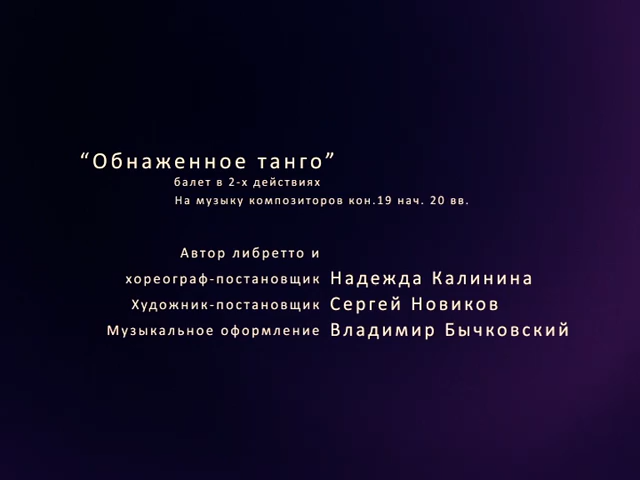 “Обнаженное танго”
балет в 2-х действиях
На музыку композиторов кон.19 нач. 20 вв.
Автор либретто и
хореограф-постановщик Надежда Калинина
Художник-постановщик Сергей Новиков
Музыкальное оформление Владимир Бычковский